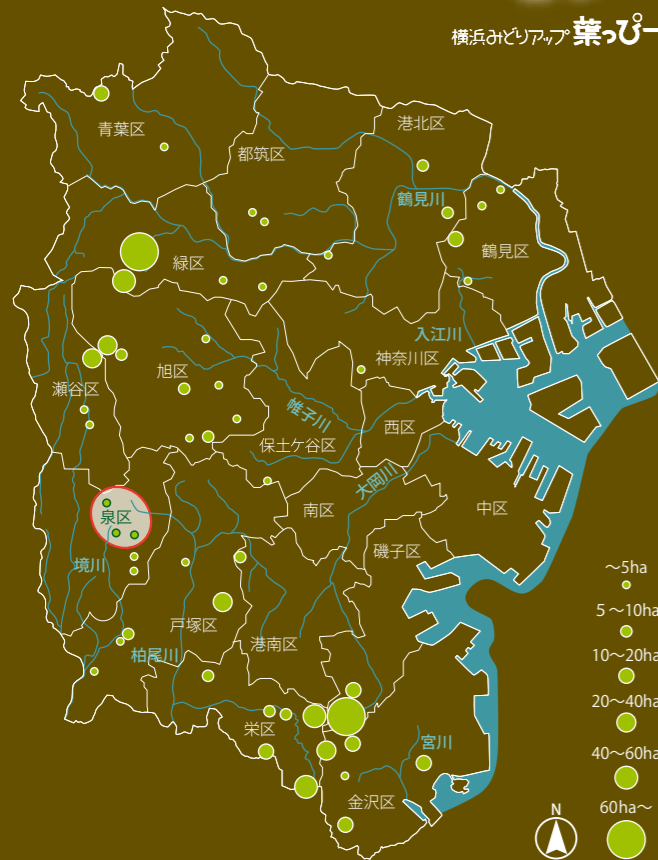 横浜みどりアップ 葉っぴー
港北区
青葉区
都筑区
鶴見川
鶴見区
緑区
入江川
神奈川区
旭区
瀬谷区
帷子川
西区
保土ケ谷区
大岡川
中区
南区
泉区
磯子区
境川
～5ha
5～10ha
戸塚区
港南区
柏尾川
10～20ha
20～40ha
栄区
宮川
40～60ha
金沢区
60ha～
N